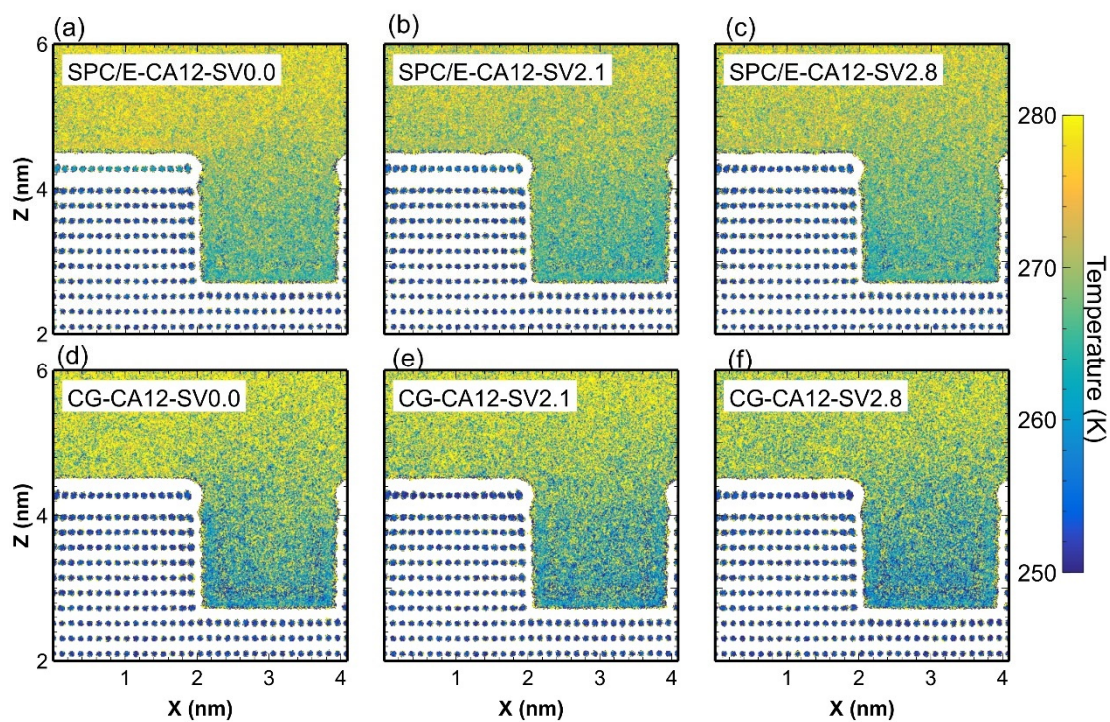 (a)
(b)
(c)
6
SPC/E-CA12-SV0.0
SPC/E-CA12-SV2.1
SPC/E-CA12-SV2.8
Z (nm)
4
2
280
270
260
250
Temperature (K)
(d)
(e)
(f)
6
CG-CA12-SV0.0
CG-CA12-SV2.1
CG-CA12-SV2.8
Z (nm)
4
2
1 2 3 4
1 2 3 4
1 2 3 4
X (nm)
X (nm)
X (nm)